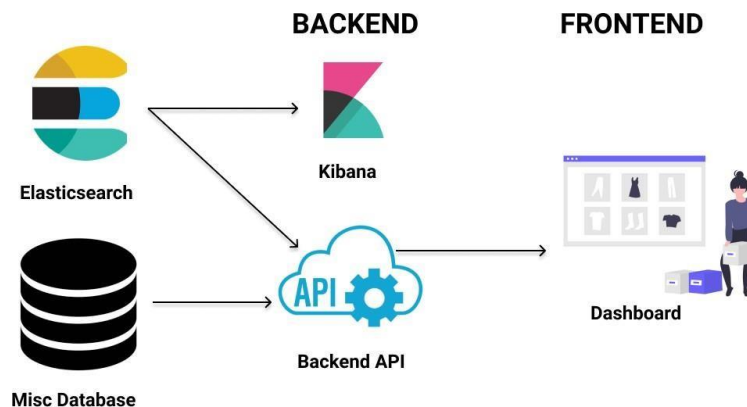 BACKEND
FRONTEND
Elasticsearch
Kibana
API
Misc Database
Backend API
Dashboard